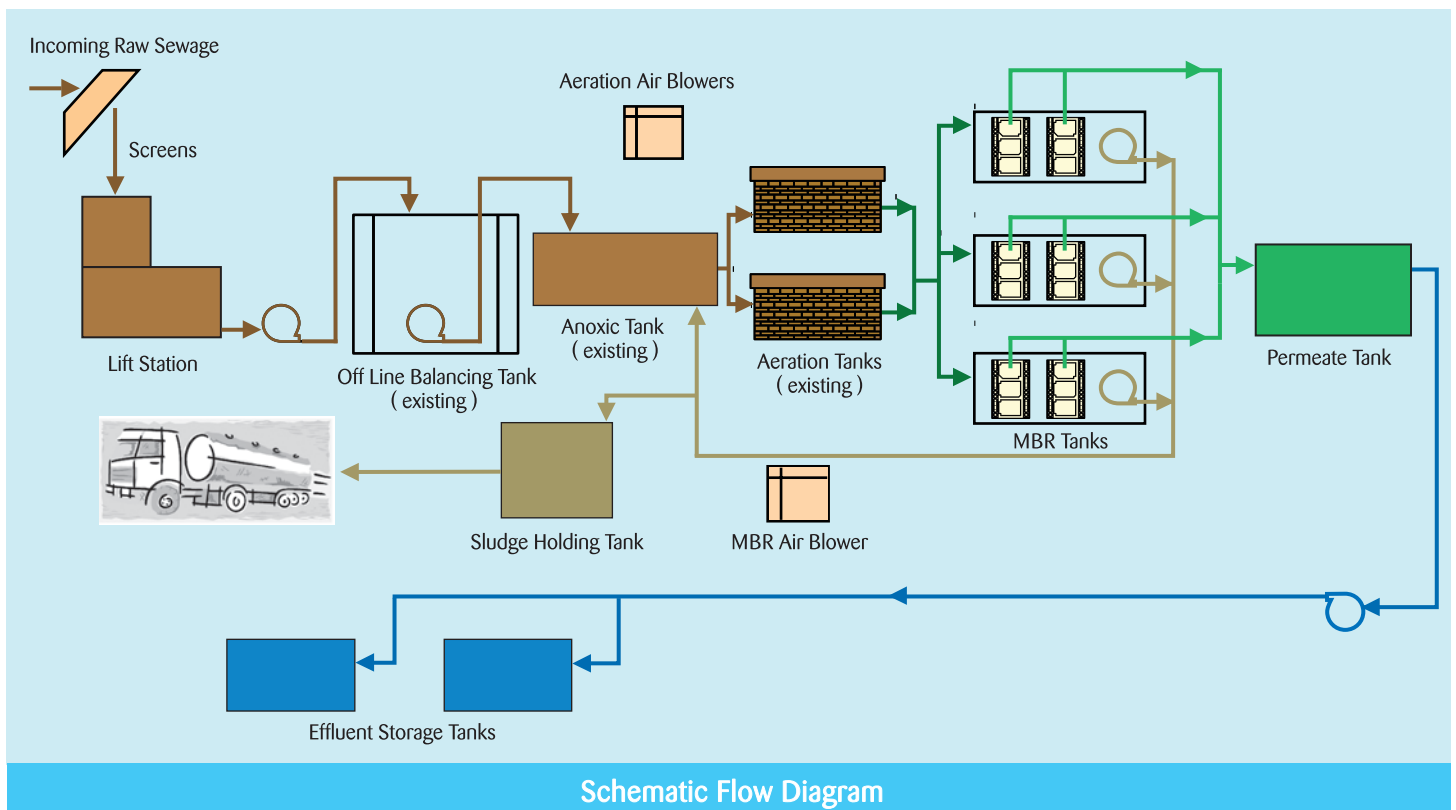 Incoming Raw Sewage
Screens
Lift Station
Off Line Balancing Tank
( existing )
Aeration Air Blowers
Anoxic Tank
( existing )
Aeration Tanks
( existing )
MBR Tanks
Permeate Tank
Sludge Holding Tank
MBR Air Blower
Effluent Storage Tanks
Schematic Flow Diagram